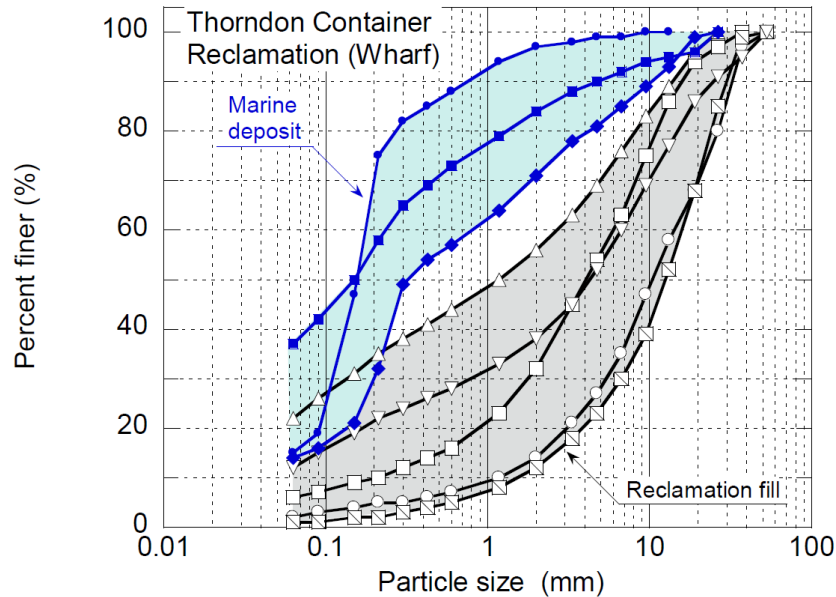 Thorndon Container
Reclamation (Wharf)
Marine
deposit
Reclamation fill
Percent finer (%)
100
80
60
40
20
0
0.01
0.1
1
10
100
Particle size (mm)